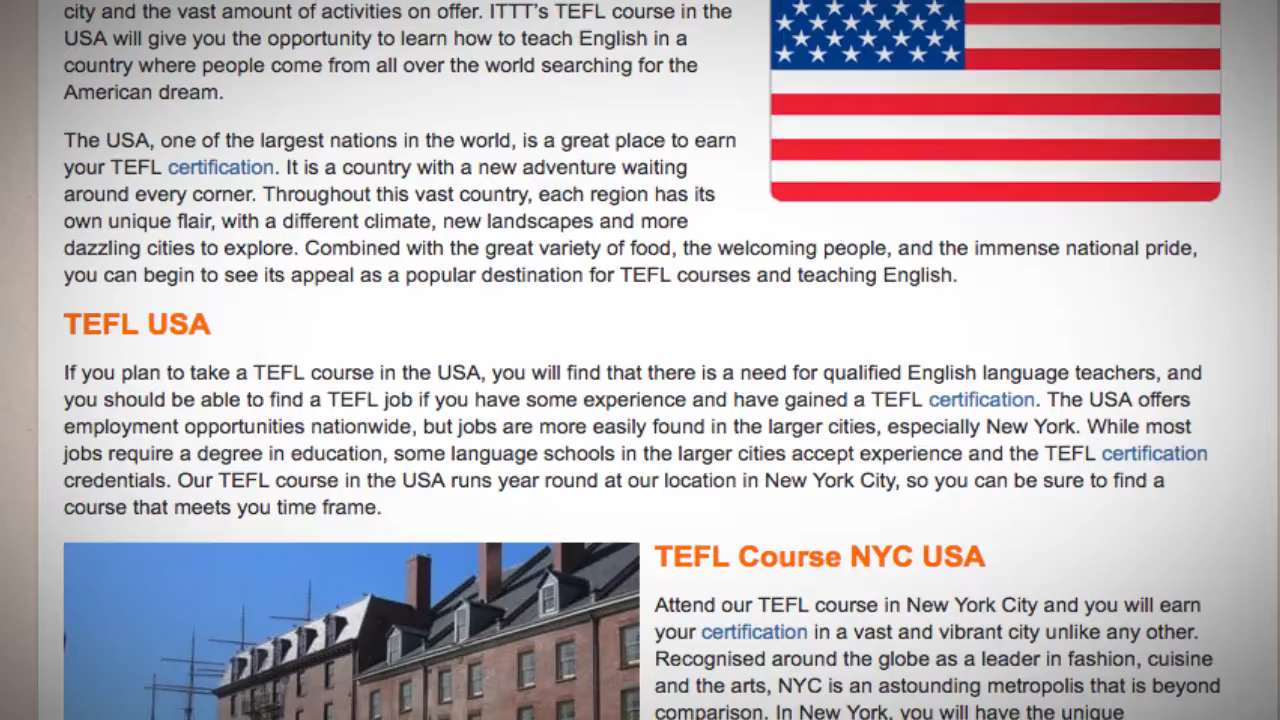 city and the vast amount of activities on offer. ITTT's TEFL course in the
USA will give you the opportunity to learn how to teach English in a
country where people come from all over the world searching for the
American dream.
The USA, one of the largest nations in the world, is a great place to earn
your TEFL certification. It is a country with a new adventure waiting
around every corner. Throughout this vast country, each region has its
own unique flair, with a different climate, new landscapes and more
dazzling cities to explore. Combined with the great variety of food, the welcoming people, and the immense national pride,
you can begin to see its appeal as a popular destination for TEFL courses and teaching English.
TEFL USA
If you plan to take a TEFL course in the USA, you will find that there is a need for qualified English language teachers, and
you should be able to find a TEFL job if you have some experience and have gained a TEFL certification. The USA offers
employment opportunities nationwide, but jobs are more easily found in the larger cities, especially New York. While most
jobs require a degree in education, some language schools in the larger cities accept experience and the TEFL certification
credentials. Our TEFL course in the USA runs year round at our location in New York City, so you can be sure to find a
course that meets you time frame.
TEFL Course NYC USA
Attend our TEFL course in New York City and you will earn
your certification in a vast and vibrant city unlike any other.
Recognised around the globe as a leader in fashion, cuisine
and the arts, NYC is an astounding metropolis that is beyond
comparison. In New York, you will have the unique